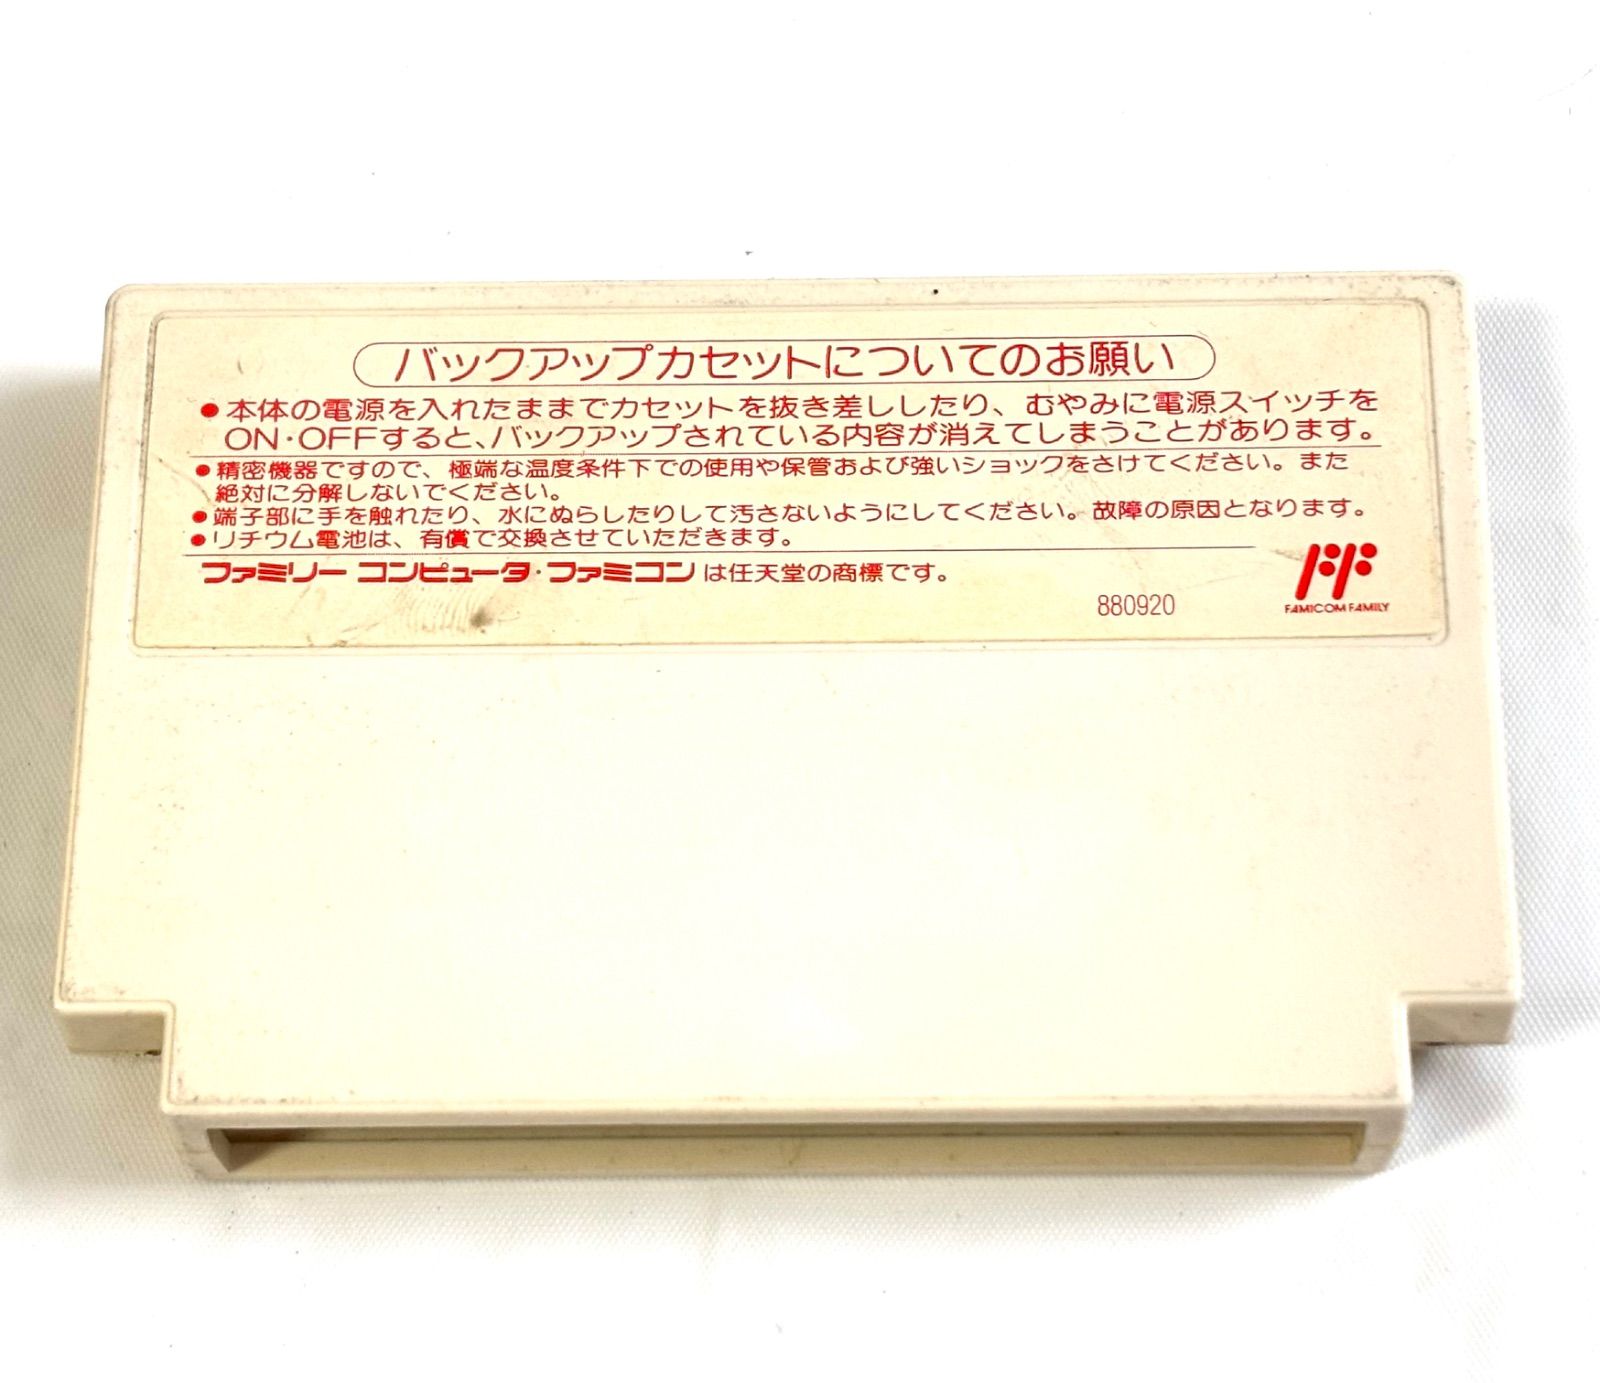 バックアップカセットについてのお願い
●本体の電源を入れたままでカセットを抜き差ししたり、むやみに電源スイッチを
ON・OFFすると、バックアップされている内容が消えてしまうことがあります。
●精密機器ですので、極端な温度条件下での使用や保管および強いショックをさけてください。また
絶対に分解しないでください。
●端子部に手を触れたり、水にぬらしたりして汚さないようにしてください。故障の原因となります。
●リチウム電池は、有償で交換させていただきます。
ファミリー コンピュータ・ファミコンは任天堂の商標です。
880920
FAMICOM FAMILY